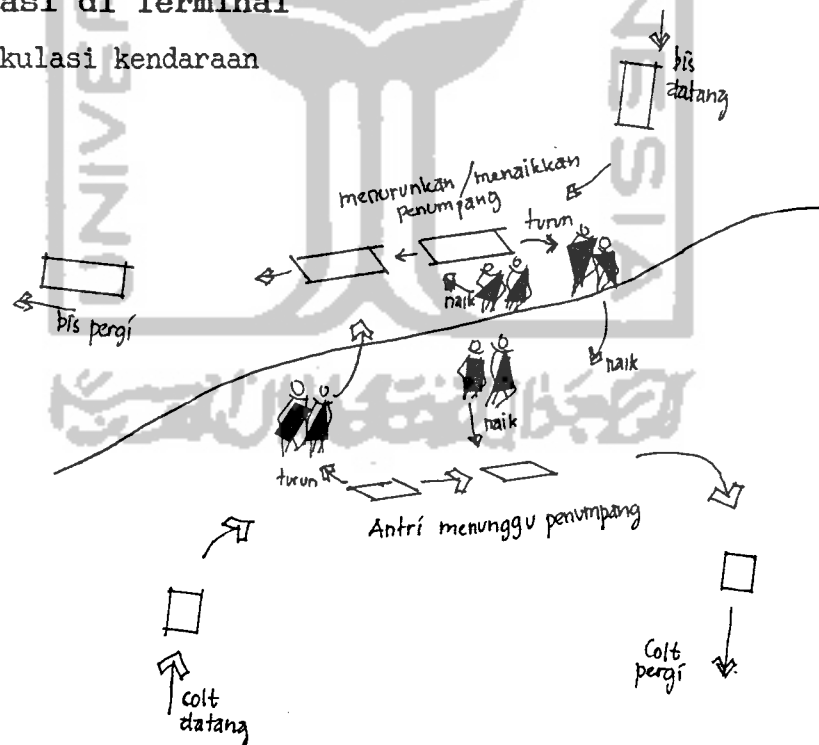 asi di Terminal
kulasi kendaraan
bis
datang
menurunkan/menaikkan
penumpang
turun
naik
bis pergi
naik
naik
turun
Antri menunggu penumpang
Colt
pergi
colt
datang